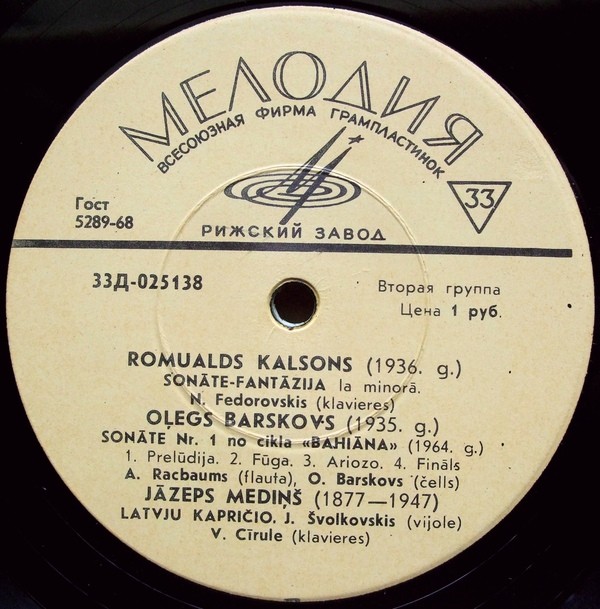 МЕЛОДИЯ
ВСЕСОЮЗНАЯ ФИРМА ГРАМПЛАСТИНОК
33
РИЖСКИЙ ЗАВОД
Гост
5289-68
33Д-025138
Вторая группа
Цена 1 руб.
ROMUALDS KALSONS (1936. g.)
SONĀTE-FANTĀZIJA la minorā.
N. Fedorovskis (klavieres)
OĻEGS BARSKOVS (1935. g.)
SONĀTE Nr. 1 no cikla «BAHIĀNA» (1964. g.)
1. Prelūdija. 2. Fūga. 3. Ariozo. 4. Fināls
A. Racbaums (flauta), O. Barskovs (čells)
JĀZEPS MEDIŅŠ (1877—1947)
LATVJU KAPRIČIO. J. Švolkovskis (vijole)
V. Cīrule (klavieres)